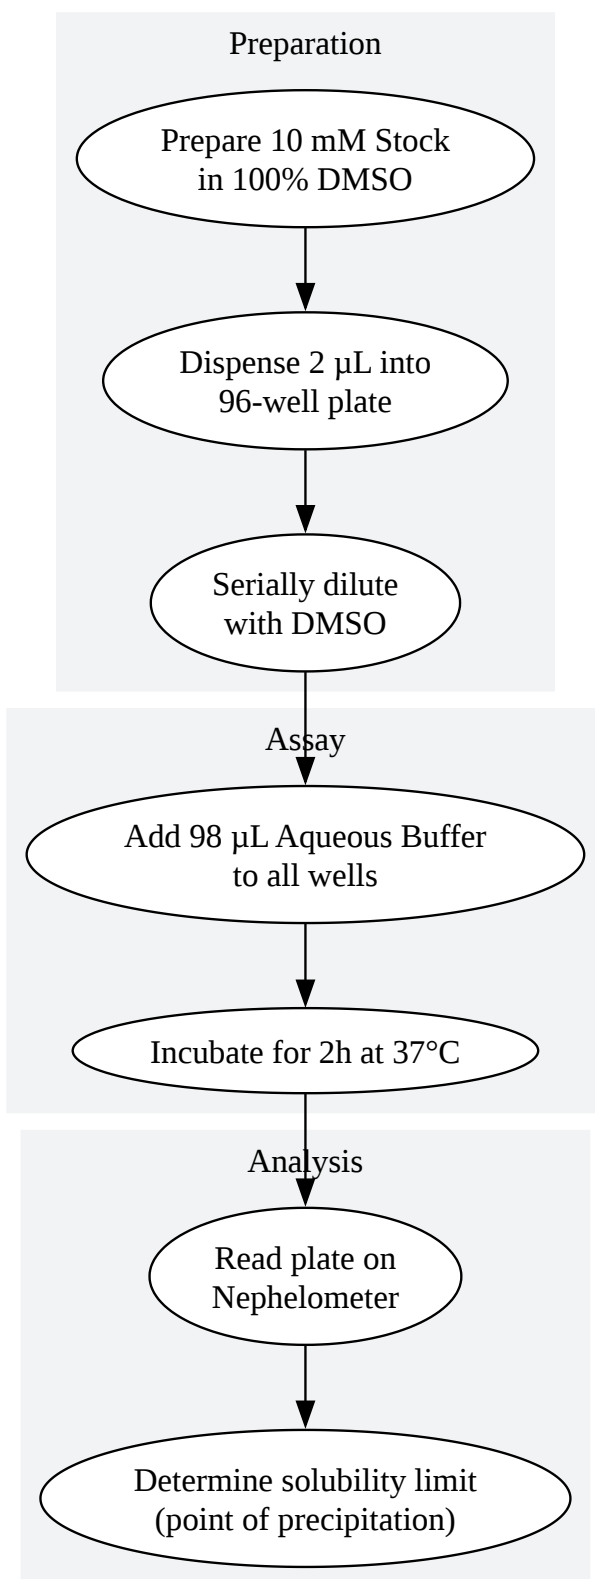 Preparation
Prepare 10 mM Stock
in 100% DMSO
Dispense 2 µL into
96-well plate
Serially dilute
with DMSO
Assay
Add 98 µL Aqueous Buffer
to all wells
Incubate for 2h at 37°C
Analysis
Read plate on
Nephelometer
Determine solubility limit
(point of precipitation)